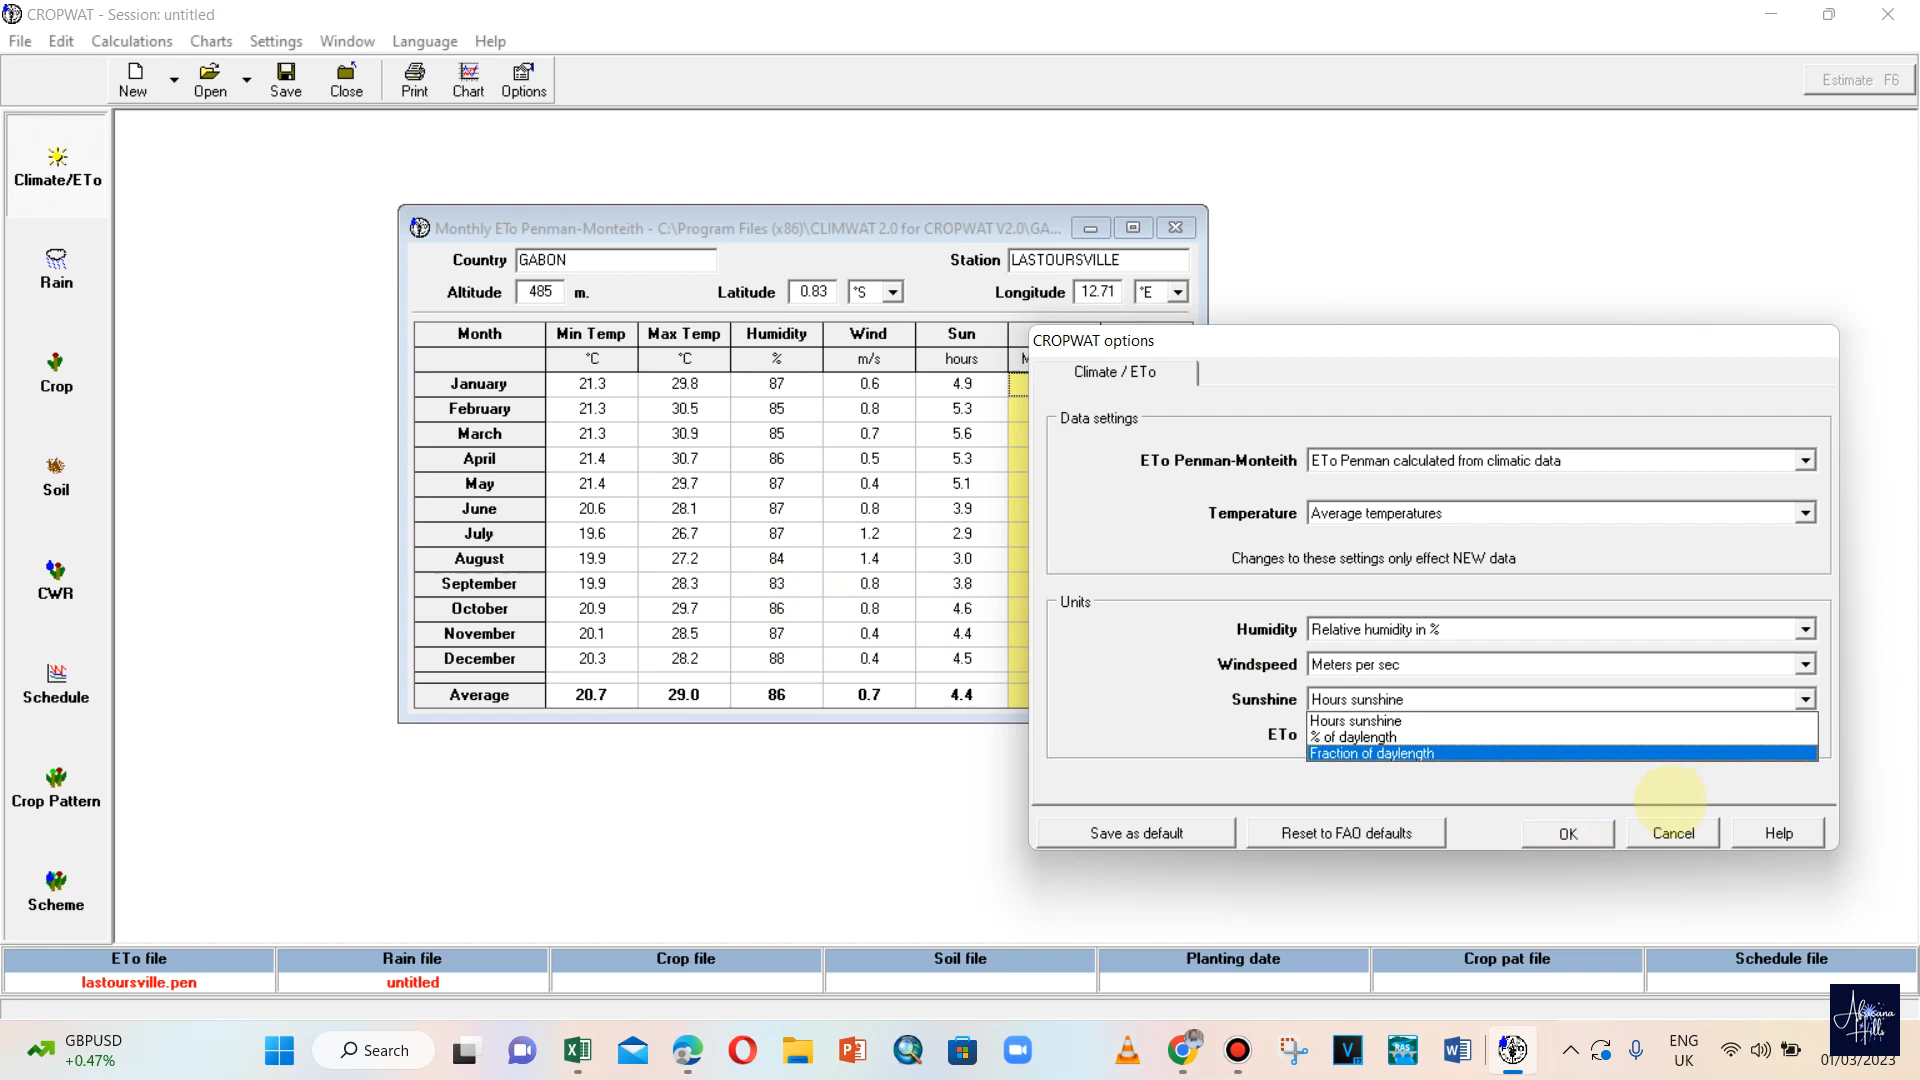 CROPWAT - Session: untitled
File Edit Calculations Charts Settings Window Language Help
New Open Save Close Print Chart Options Estimate F6
Climate/ETo
Rain
Crop
Soil
CWR
Schedule
Crop Pattern
Scheme
Monthly ETo Penman-Monteith - C:\Program Files (x86)\CLIMWAT 2.0 for CROPWAT V2.0\GA...
Country GABON Station LASTOURSVILLE
Altitude 485 m. Latitude 0.83 °S Longitude 12.71 °E
Month Min Temp Max Temp Humidity Wind Sun
°C °C % m/s hours
January 21.3 29.8 87 0.6 4.9
February 21.3 30.5 85 0.8 5.3
March 21.3 30.9 85 0.7 5.6
April 21.4 30.7 86 0.5 5.3
May 21.4 29.7 87 0.4 5.1
June 20.6 28.1 87 0.8 3.9
July 19.6 26.7 87 1.2 2.9
August 19.9 27.2 84 1.4 3.0
September 19.9 28.3 83 0.8 3.8
October 20.9 29.7 86 0.8 4.6
November 20.1 28.5 87 0.4 4.4
December 20.3 28.2 88 0.4 4.5
Average 20.7 29.0 86 0.7 4.4
CROPWAT options
Climate / ETo
Data settings
ETo Penman-Monteith ETo Penman calculated from climatic data
Temperature Average temperatures
Changes to these settings only effect NEW data
Units
Humidity Relative humidity in %
Windspeed Meters per sec
Sunshine Hours sunshine
Hours sunshine
ETo % of daylength
Fraction of daylength
Save as default Reset to FAO defaults OK Cancel Help
ETo file Rain file Crop file Soil file Planting date Crop pat file Schedule file
lastoursville.pen untitled
GBPUSD
+0.47%
Search
ENG
UK
Africana
Hills
01/03/2023